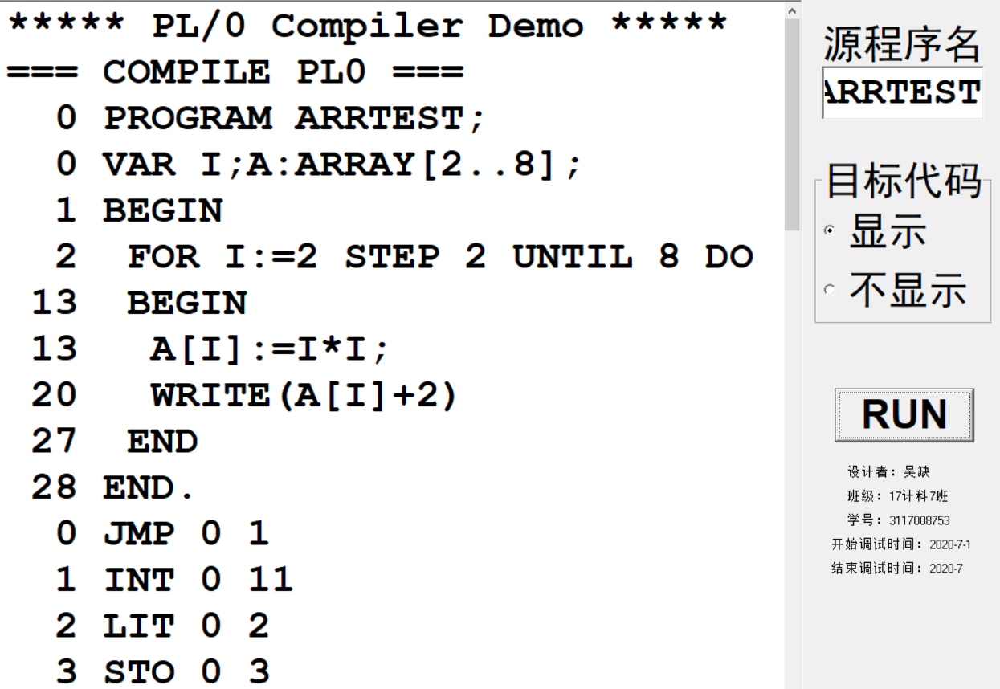 ***** PL/0 Compiler Demo *****
=== COMPILE PL0 ===
0 PROGRAM ARRTEST;
0 VAR I;A:ARRAY[2..8];
1 BEGIN
2 FOR I:=2 STEP 2 UNTIL 8 DO
13 BEGIN
13 A[I]:=I*I;
20 WRITE(A[I]+2)
27 END
28 END.
0 JMP 0 1
1 INT 0 11
2 LIT 0 2
3 STO 0 3
源程序名
ARRTEST
目标代码
显示
不显示
RUN
设计者：吴缺
班级：17计科7班
学号：3117008753
开始调试时间：2020-7-1
结束调试时间：2020-7